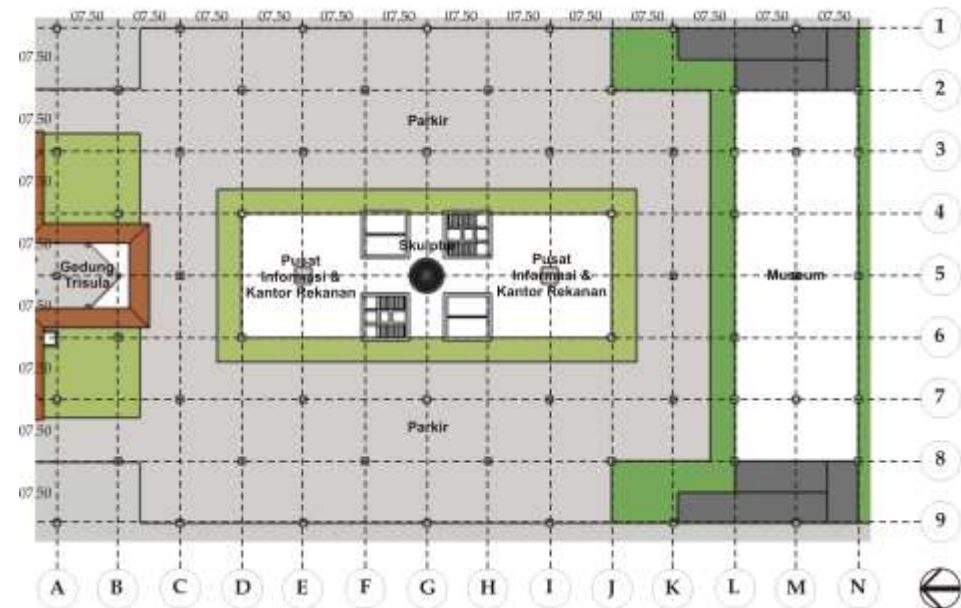 07.50 07.50 07.50 07.50 07.50 07.50 07.50 07.50 07.50 07.50 07.50 07.50 07.50
1
07.50
2
07.50
Parkir
3
07.50
4
07.50
Skulptur
Gedung
Trisula
Pusat
Informasi &
Kantor Rekanan
Pusat
Informasi &
Kantor Rekanan
Museum
5
07.50
6
07.50
7
07.50
Parkir
8
07.50
9
A B C D E F G H I J K L M N